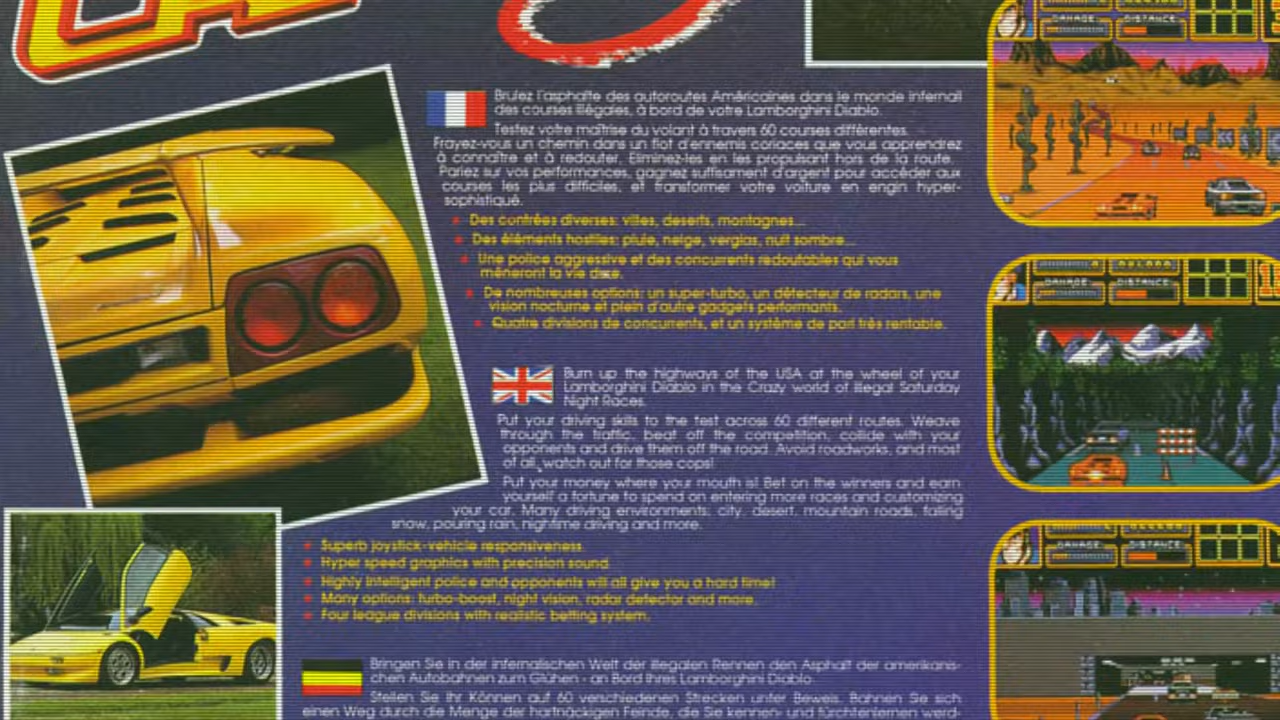 Brulez l'asphalte des autoroutes Américaines dans le monde infernal
des courses illégales, à bord de votre Lamborghini Diablo.
Testez votre maîtrise du volant à travers 60 courses différentes.
Frayez-vous un chemin dans un flot d'ennemis coriaces que vous apprendrez
à connaître et à redouter. Eliminez-les en les propulsant hors de la route.
Pariez sur vos performances, gagnez suffisament d'argent pour accéder aux
courses les plus difficiles, et transformer votre voiture en engin hyper-
sophistiqué.
Des contrées diverses: villes, deserts, montagnes...
Des éléments hostiles: pluie, neige, verglas, nuit sombre...
Une police aggressive et des concurrents redoutables qui vous
mèneront la vie dure.
De nombreuses options: un super-turbo, un détecteur de radars, une
vision nocturne et plein d'autre gadgets performants.
Quatre divisions de concurrents, et un système de pari très rentable.
Burn up the highways of the USA at the wheel of your
Lamborghini Diablo in the Crazy world of illegal Saturday
Night Races.
Put your driving skills to the test across 60 different routes. Weave
through the traffic, beat off the competition, collide with your
opponents and drive them off the road. Avoid roadworks, and most
of all, watch out for those cops!
Put your money where your mouth is! Bet on the winners and earn
yourself a fortune to spend on entering more races and customizing
your car. Many driving environments: city, desert, mountain roads, falling
snow, pouring rain, nightime driving and more.
Superb joystick-vehicle responsiveness
Hyper speed graphics with precision sound
Highly intelligent police and opponents will all give you a hard time!
Many options: turbo-boost, night vision, radar detector and more.
Four league divisions with realistic betting system.
Bringen Sie in der infernalischen Welt der illegalen Rennen den Asphalt der amerikanis-
chen Autobahnen zum Glühen - an Bord Ihres Lamborghini Diablo.
Stellen Sie Ihr Können auf 60 verschiedenen Strecken unter Beweis. Bahnen Sie sich
einen Weg durch die Menge der hartnäckigen Feinde, die Sie kennen- und fürchtenlernen werd-
DAMAGE DISTANCE
DAMAGE DISTANCE
DAMAGE DISTANCE